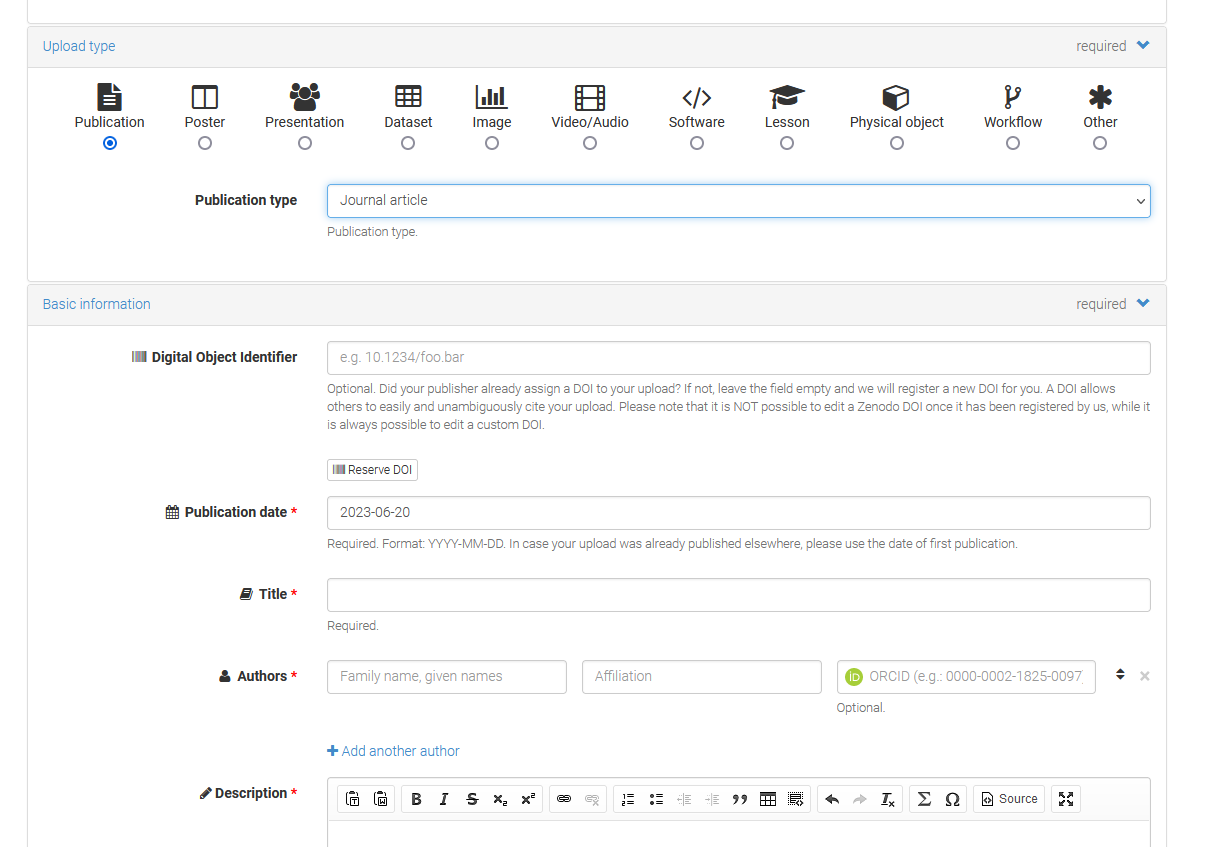 Upload type
required
Publication
Poster
Presentation
Dataset
Image
Video/Audio
Software
Lesson
Physical object
Workflow
Other
Publication type
Journal article
Publication type.
Basic information
required
Digital Object Identifier
e.g. 10.1234/foo.bar
Optional. Did your publisher already assign a DOI to your upload? If not, leave the field empty and we will register a new DOI for you. A DOI allows
others to easily and unambiguously cite your upload. Please note that it is NOT possible to edit a Zenodo DOI once it has been registered by us, while it
is always possible to edit a custom DOI.
Reserve DOI
Publication date *
2023-06-20
Required. Format: YYYY-MM-DD. In case your upload was already published elsewhere, please use the date of first publication.
Title *
Required.
Authors *
Family name, given names
Affiliation
iD ORCID (e.g.: 0000-0002-1825-0097)
Optional.
Add another author
Description *
B I S x₂ x²
Σ Ω
Source